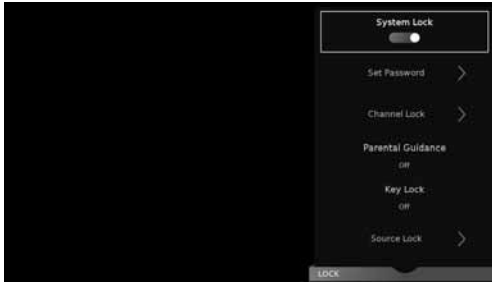 System Lock
Set Password
Channel Lock
Parental Guidance
Off
Key Lock
Off
Source Lock
LOCK